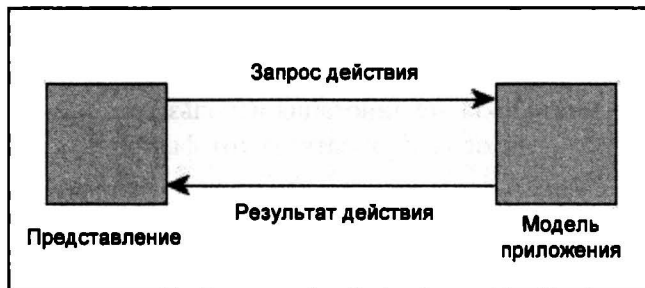 Запрос действия
Результат действия
Представление
Модель
приложения